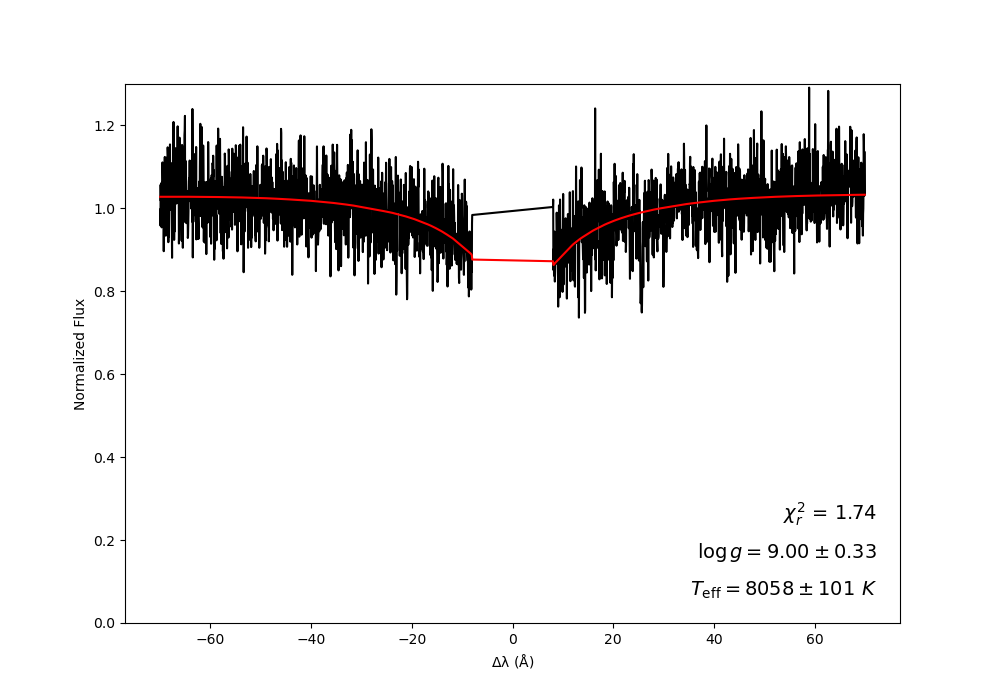 1.2
1.0
0.8
0.6
0.4
0.2
0.0
Normalized Flux
χ²ᵣ = 1.74
log g = 9.00 ± 0.33
T_eff = 8058 ± 101 K
−60 −40 −20 0 20 40 60
Δλ (Å)